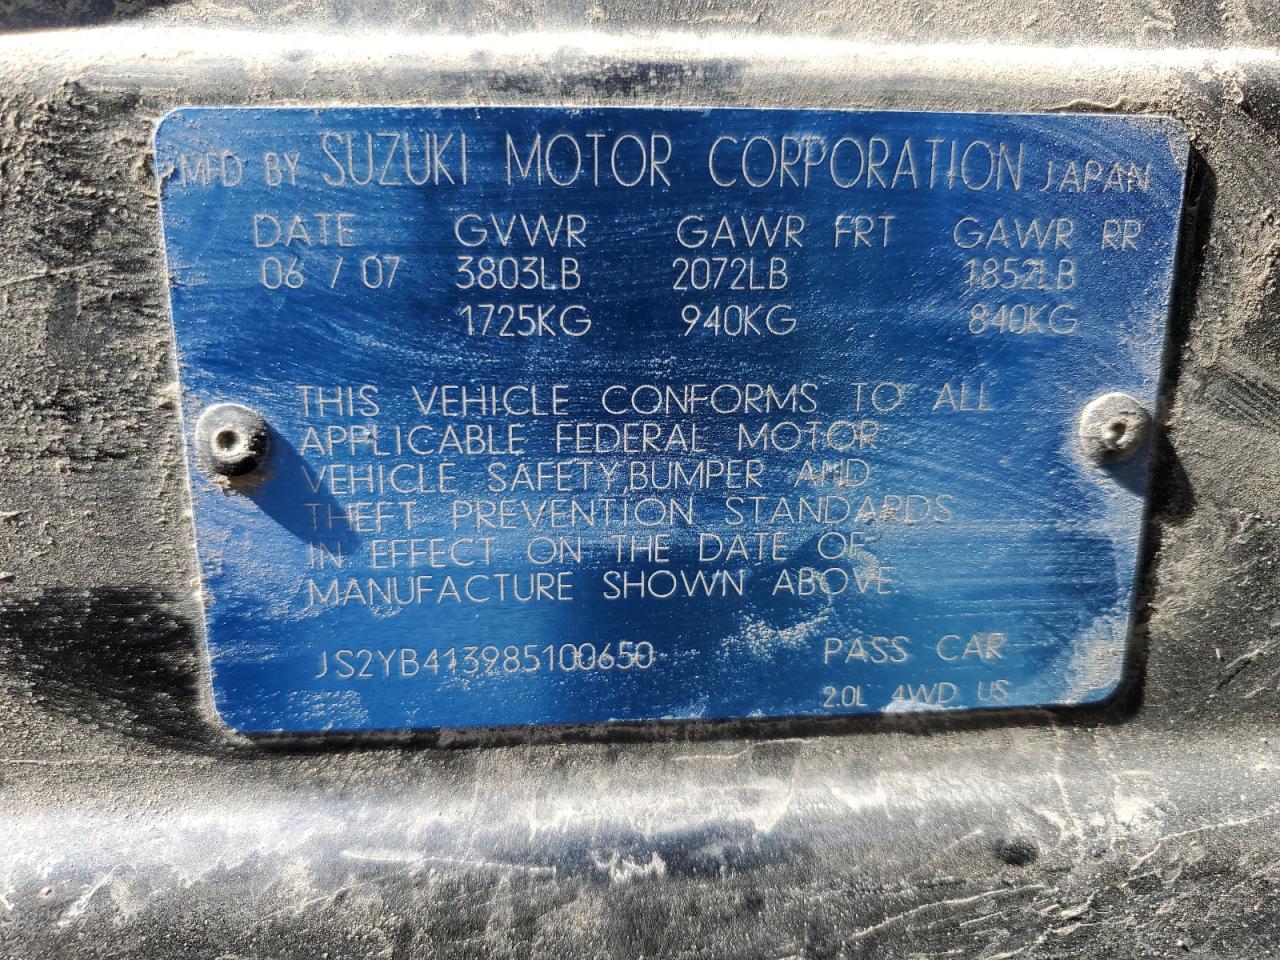 MFD BY SUZUKI MOTOR CORPORATION JAPAN
DATE GVWR GAWR FRT GAWR RR
06 / 07 3803LB 2072LB 1852LB
1725KG 940KG 840KG
THIS VEHICLE CONFORMS TO ALL
APPLICABLE FEDERAL MOTOR
VEHICLE SAFETY,BUMPER AND
THEFT PREVENTION STANDARDS
IN EFFECT ON THE DATE OF
MANUFACTURE SHOWN ABOVE
JS2YB413985100650 PASS CAR
2.0L 4WD US